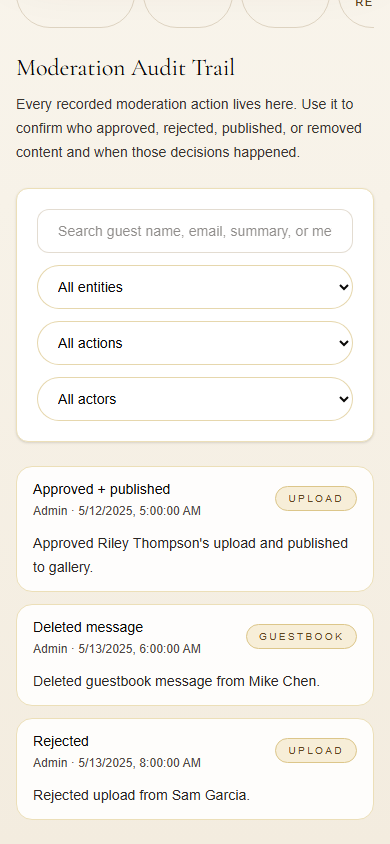 RE
Moderation Audit Trail
Every recorded moderation action lives here. Use it to
confirm who approved, rejected, published, or removed
content and when those decisions happened.
Search guest name, email, summary, or me
All entities
All actions
All actors
Approved + published
UPLOAD
Admin · 5/12/2025, 5:00:00 AM
Approved Riley Thompson's upload and published
to gallery.
Deleted message
GUESTBOOK
Admin · 5/13/2025, 6:00:00 AM
Deleted guestbook message from Mike Chen.
Rejected
UPLOAD
Admin · 5/13/2025, 8:00:00 AM
Rejected upload from Sam Garcia.